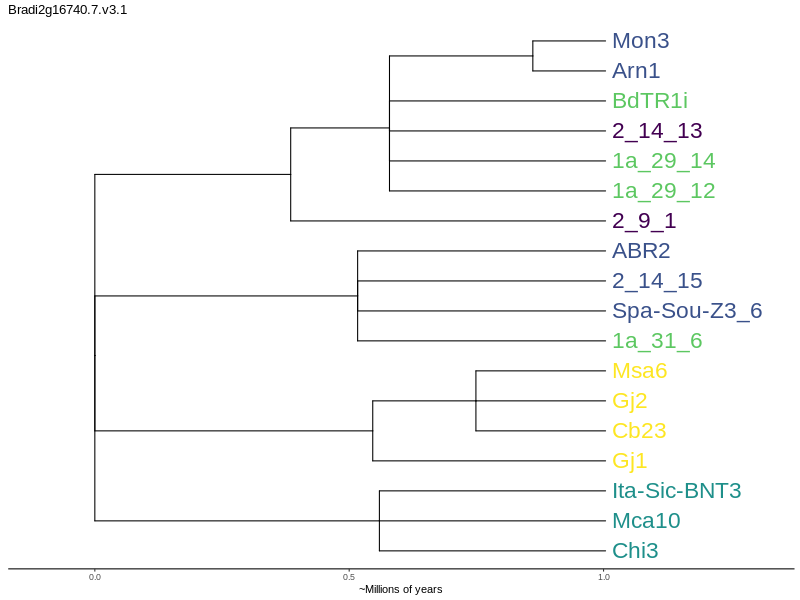 Bradi2g16740.7.v3.1
Mon3
Arn1
BdTR1i
2_14_13
1a_29_14
1a_29_12
2_9_1
ABR2
2_14_15
Spa-Sou-Z3_6
1a_31_6
Msa6
Gj2
Cb23
Gj1
Ita-Sic-BNT3
Mca10
Chi3
0.0 0.5 1.0
~Millions of years